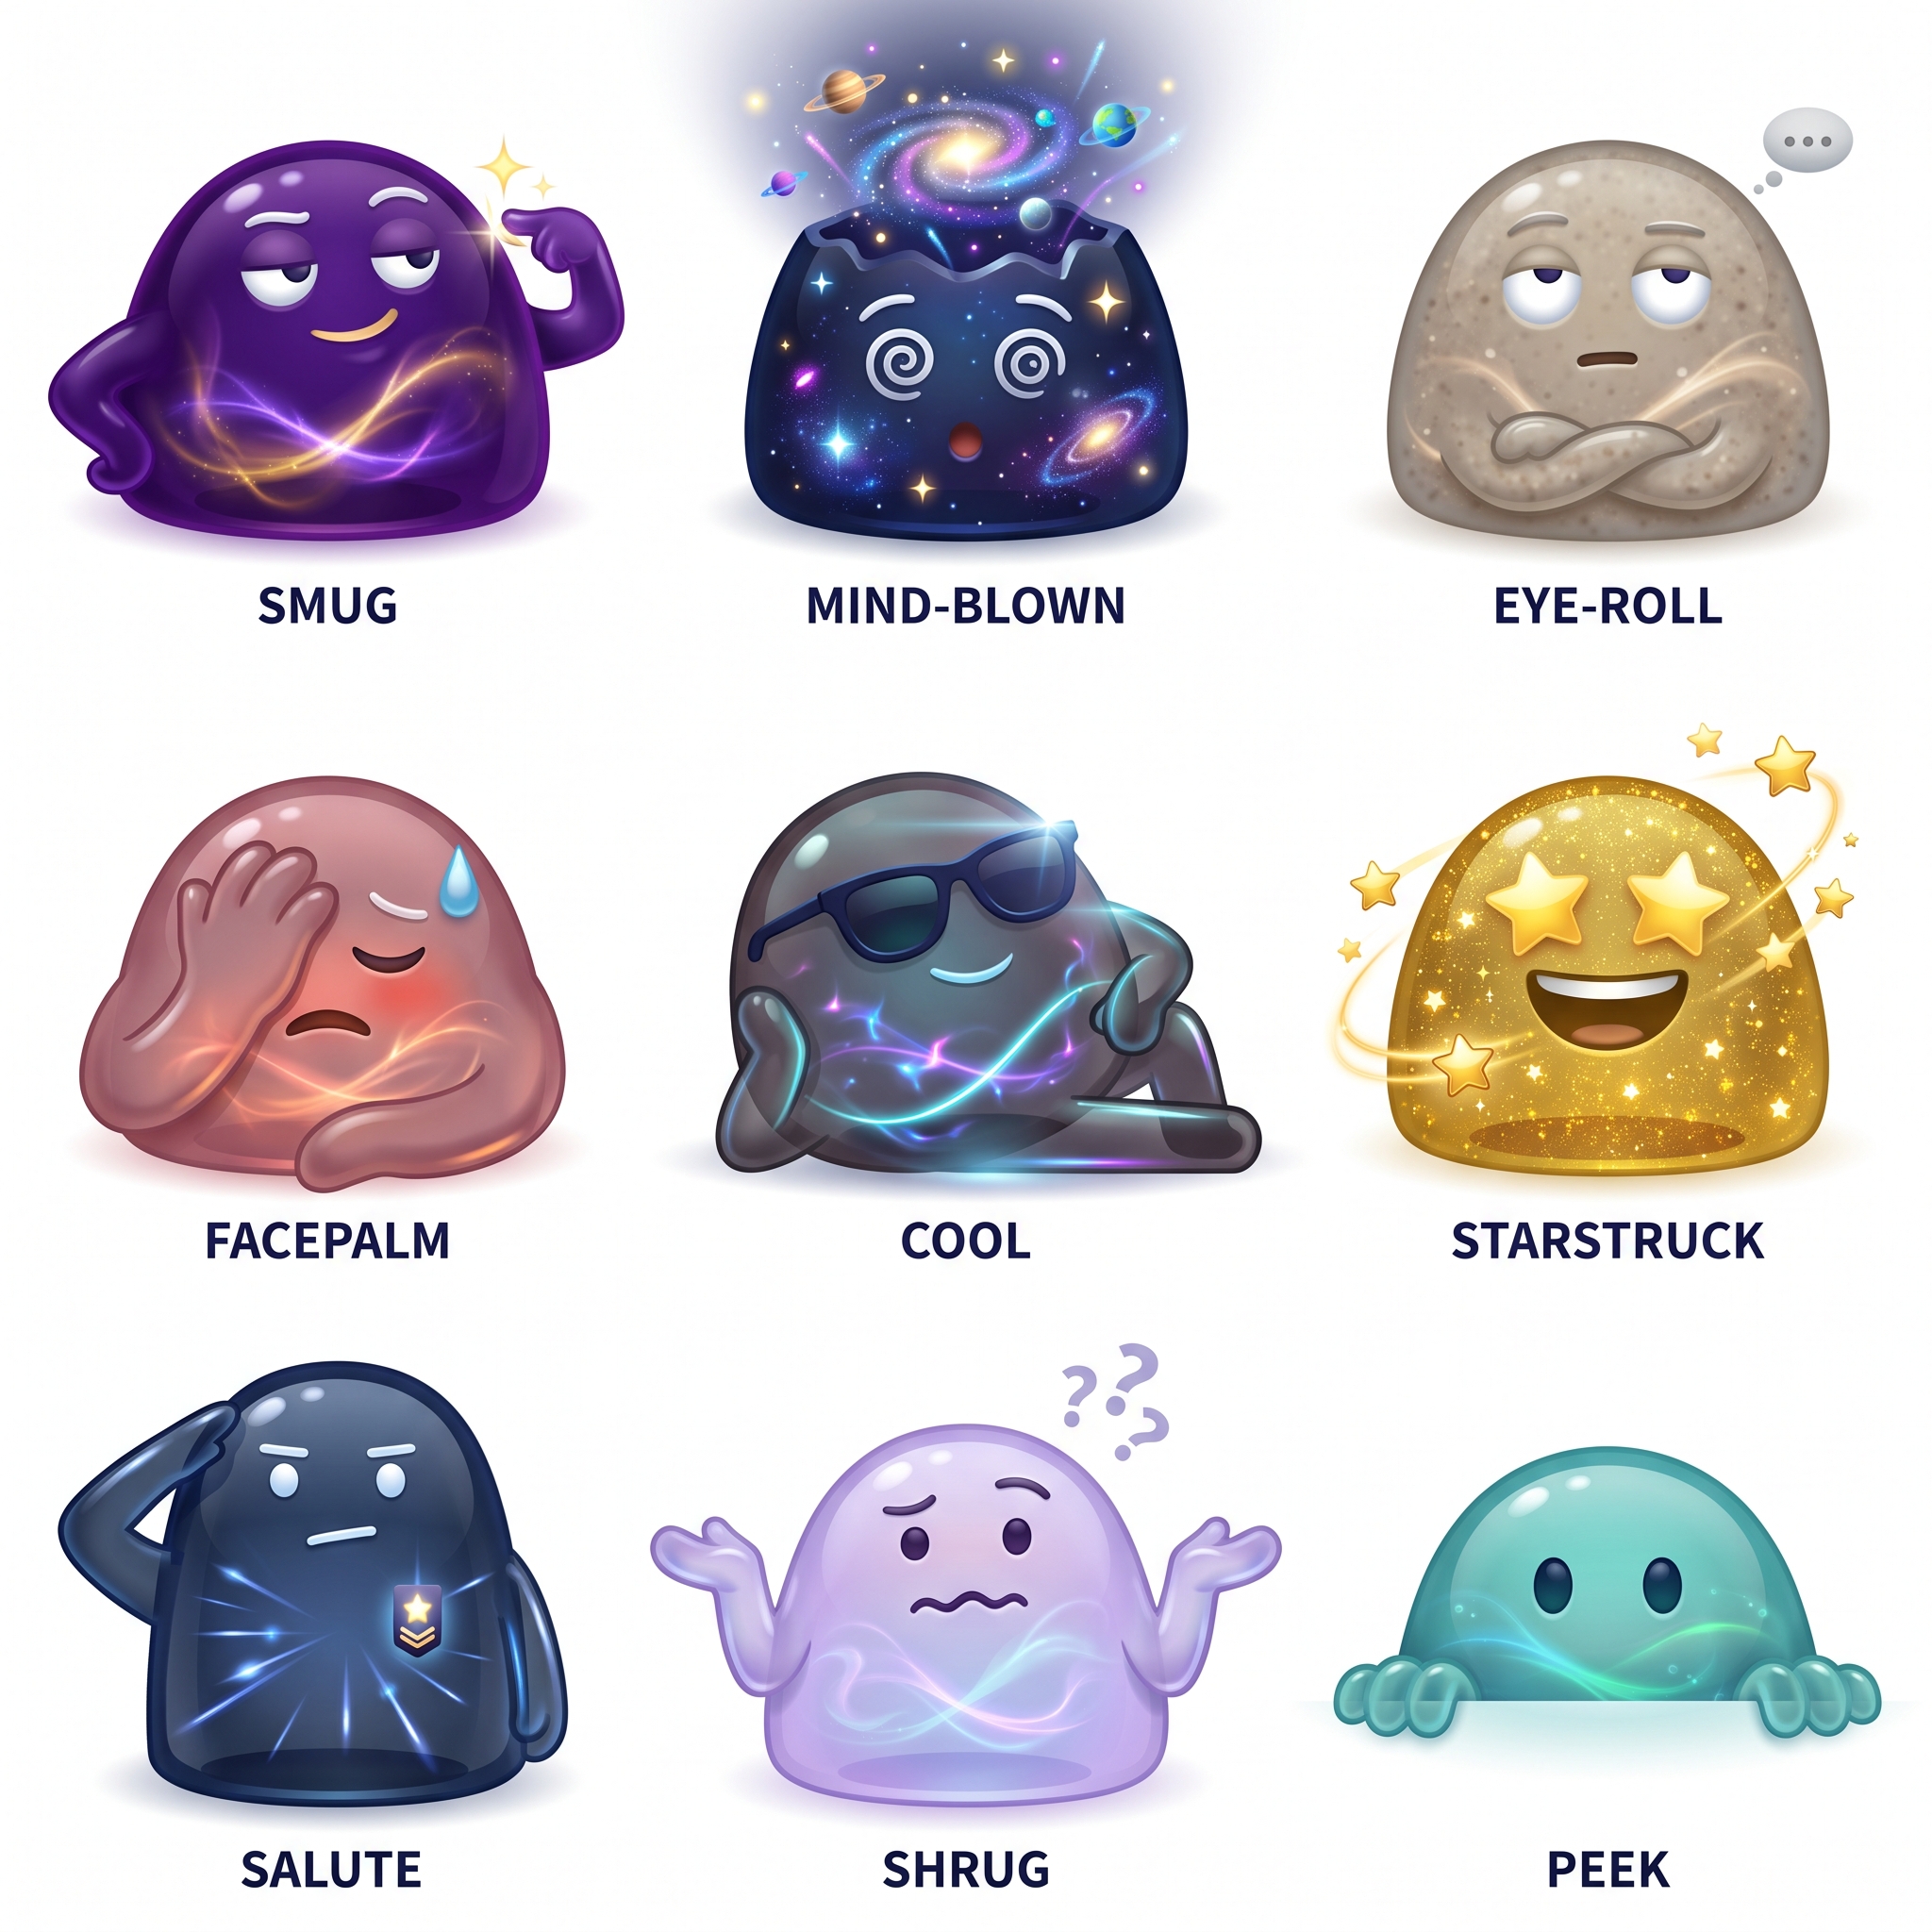 SMUG
MIND-BLOWN
EYE-ROLL
FACEPALM
COOL
STARSTRUCK
? ? ? ?
SALUTE
SHRUG
PEEK